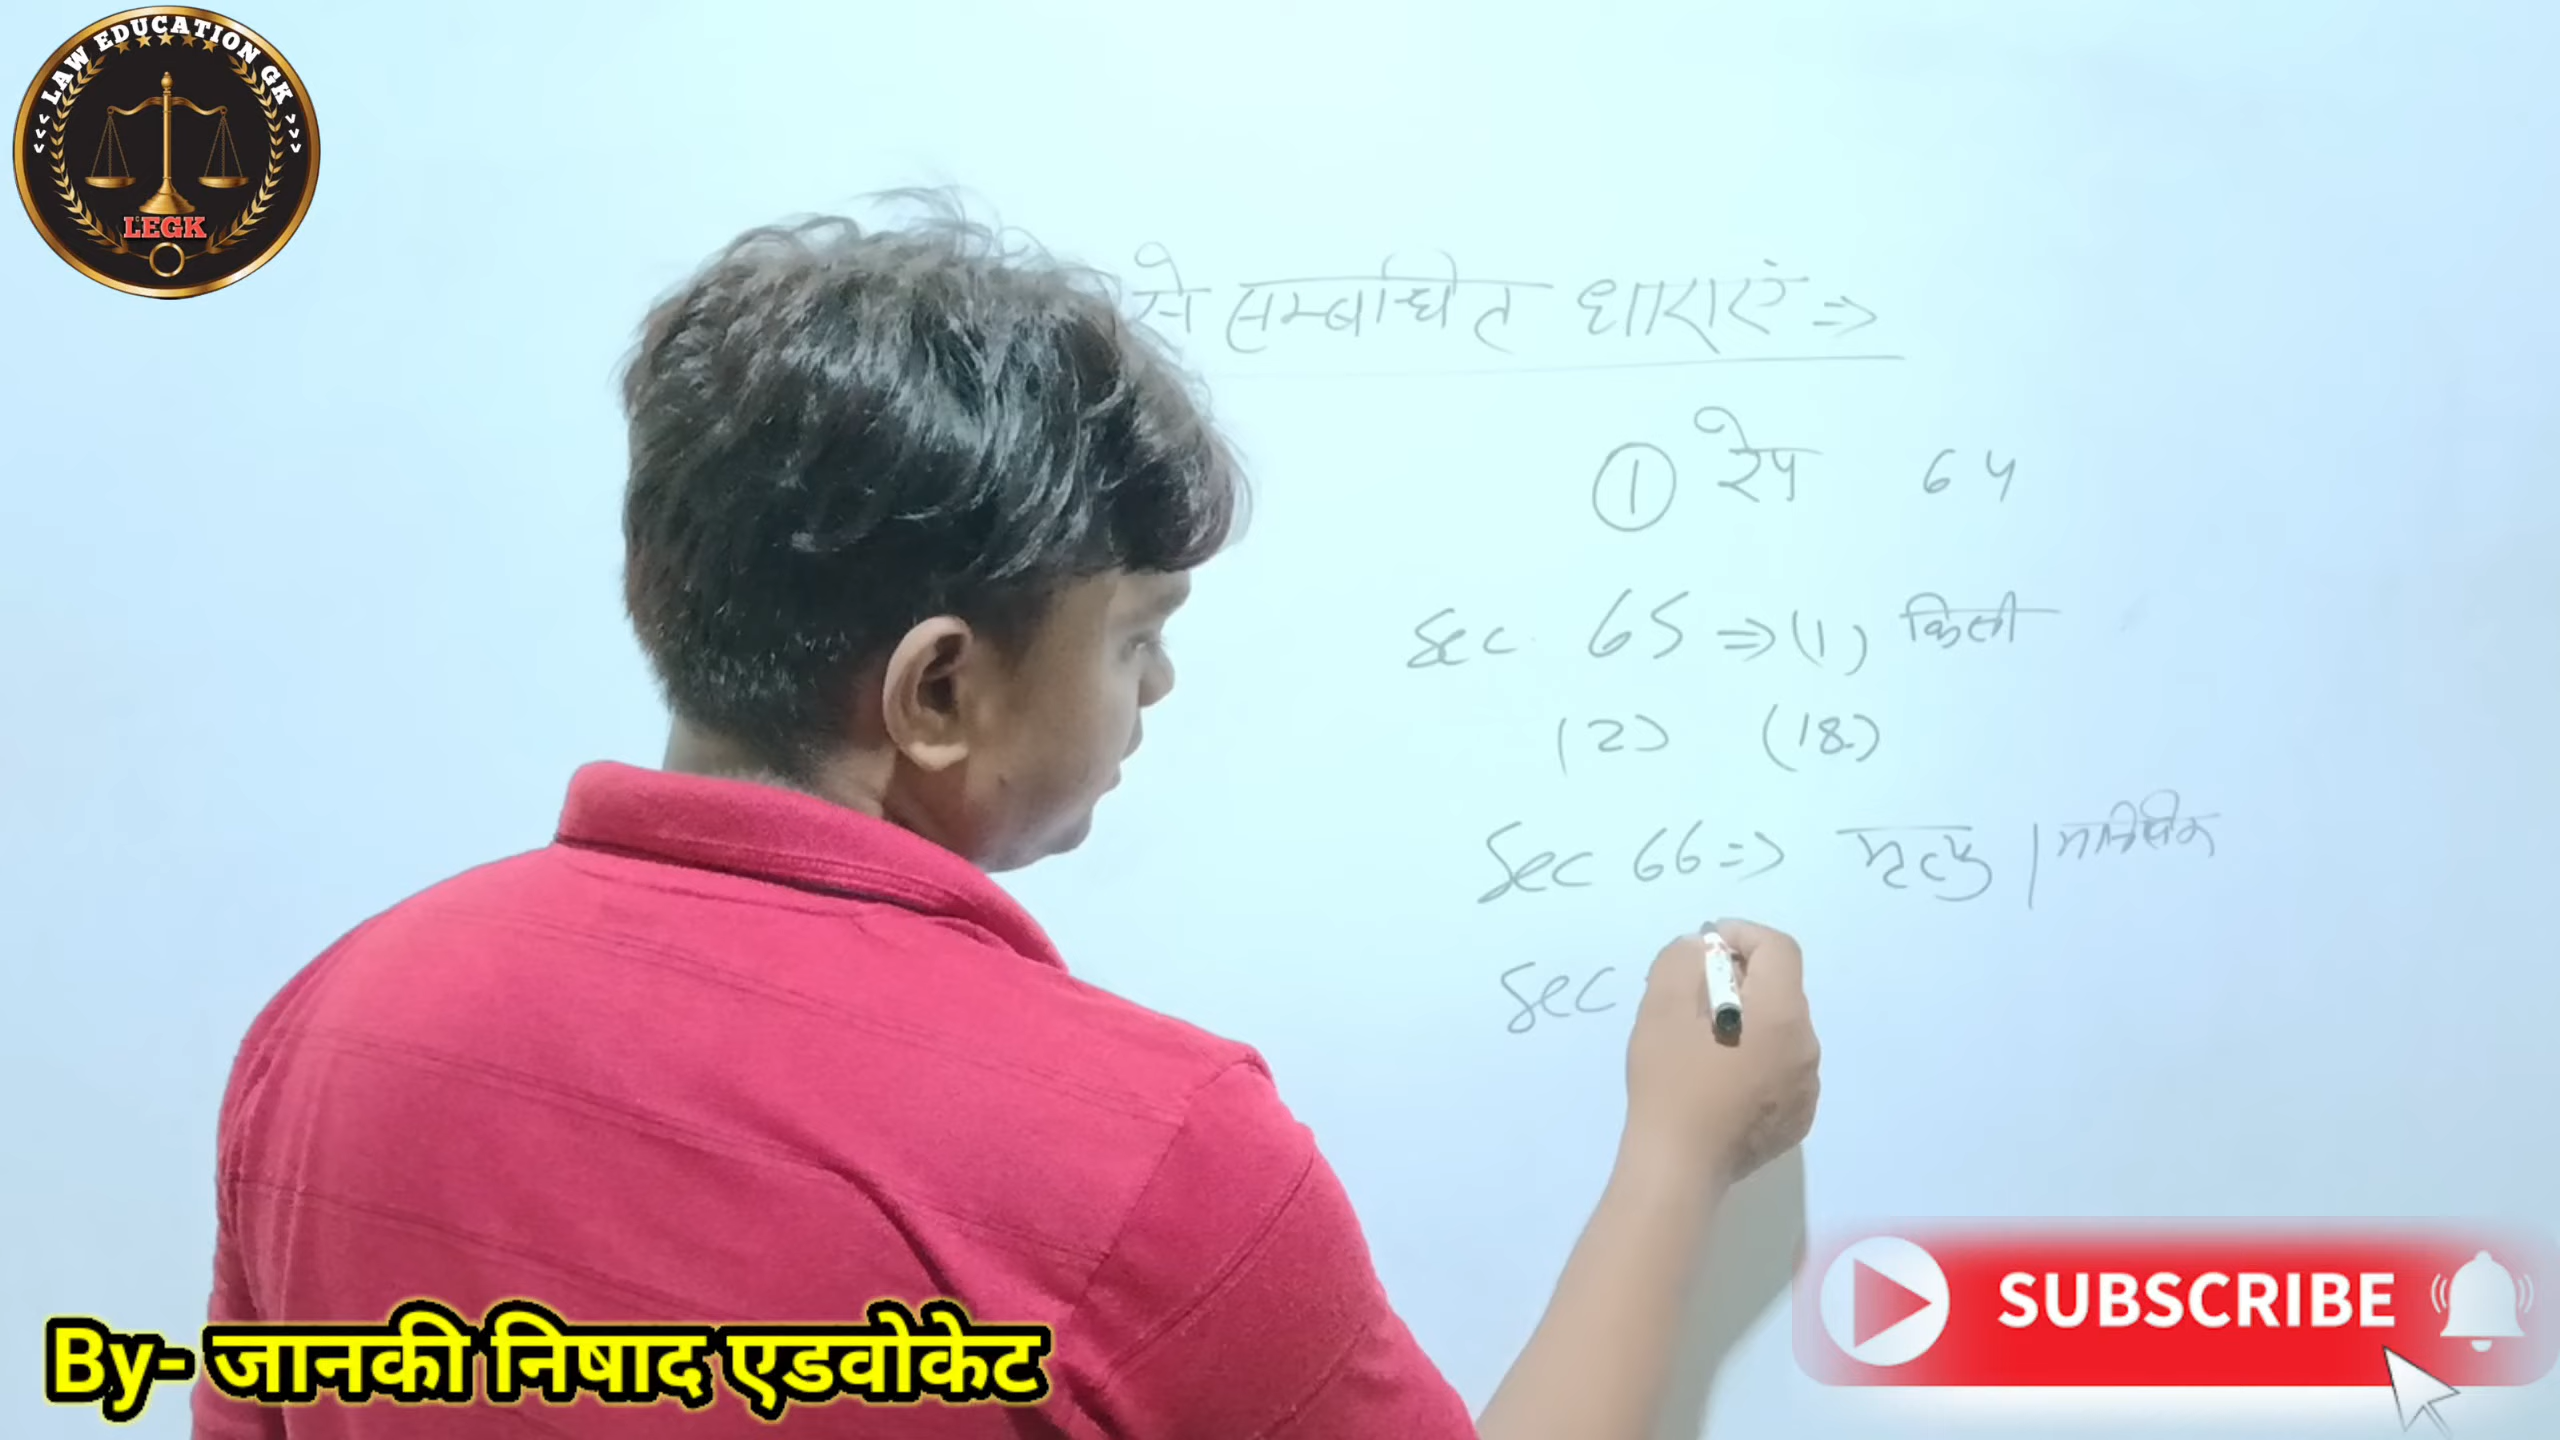 <<< LAW EDUCATION GK >>>
LEGK
से सम्बन्धित धाराएं =>
① रेप 64
Sec 65 => (1) किसी
(2) (18)
Sec 66 => मृत्यु |
Sec
By- जानकी निषाद एडवोकेट
SUBSCRIBE